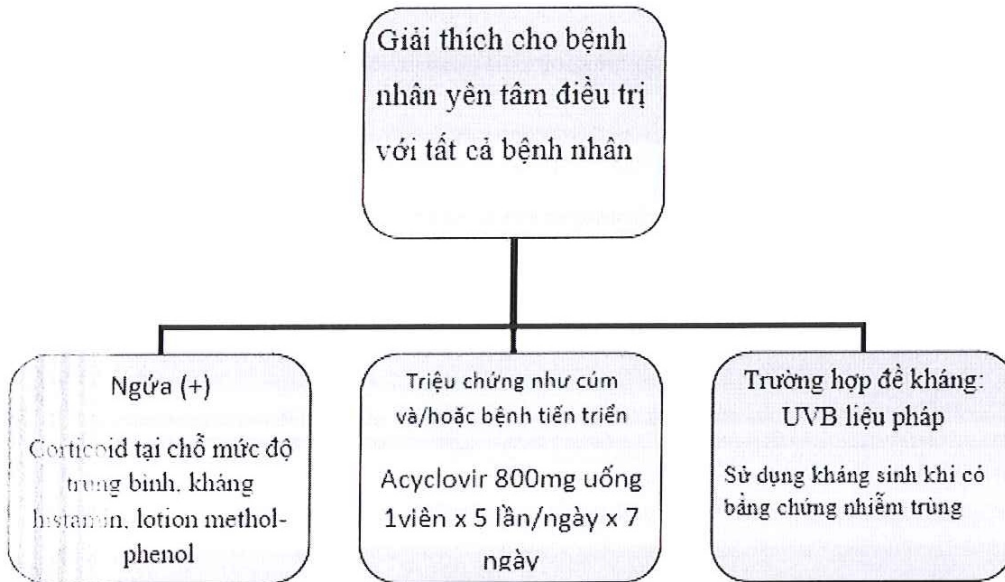 Giải thích cho bệnh
nhân yên tâm điều trị
với tất cả bệnh nhân
Ngứa (+)
Corticoid tại chỗ mức độ
trung bình, kháng
histamin, lotion methol-
phenol
Triệu chứng như cúm
và/hoặc bệnh tiến triển
Acyclovir 800mg uống
1viên x 5 lần/ngày x 7
ngày
Trường hợp đề kháng:
UVB liệu pháp
Sử dụng kháng sinh khi có
bằng chứng nhiễm trùng